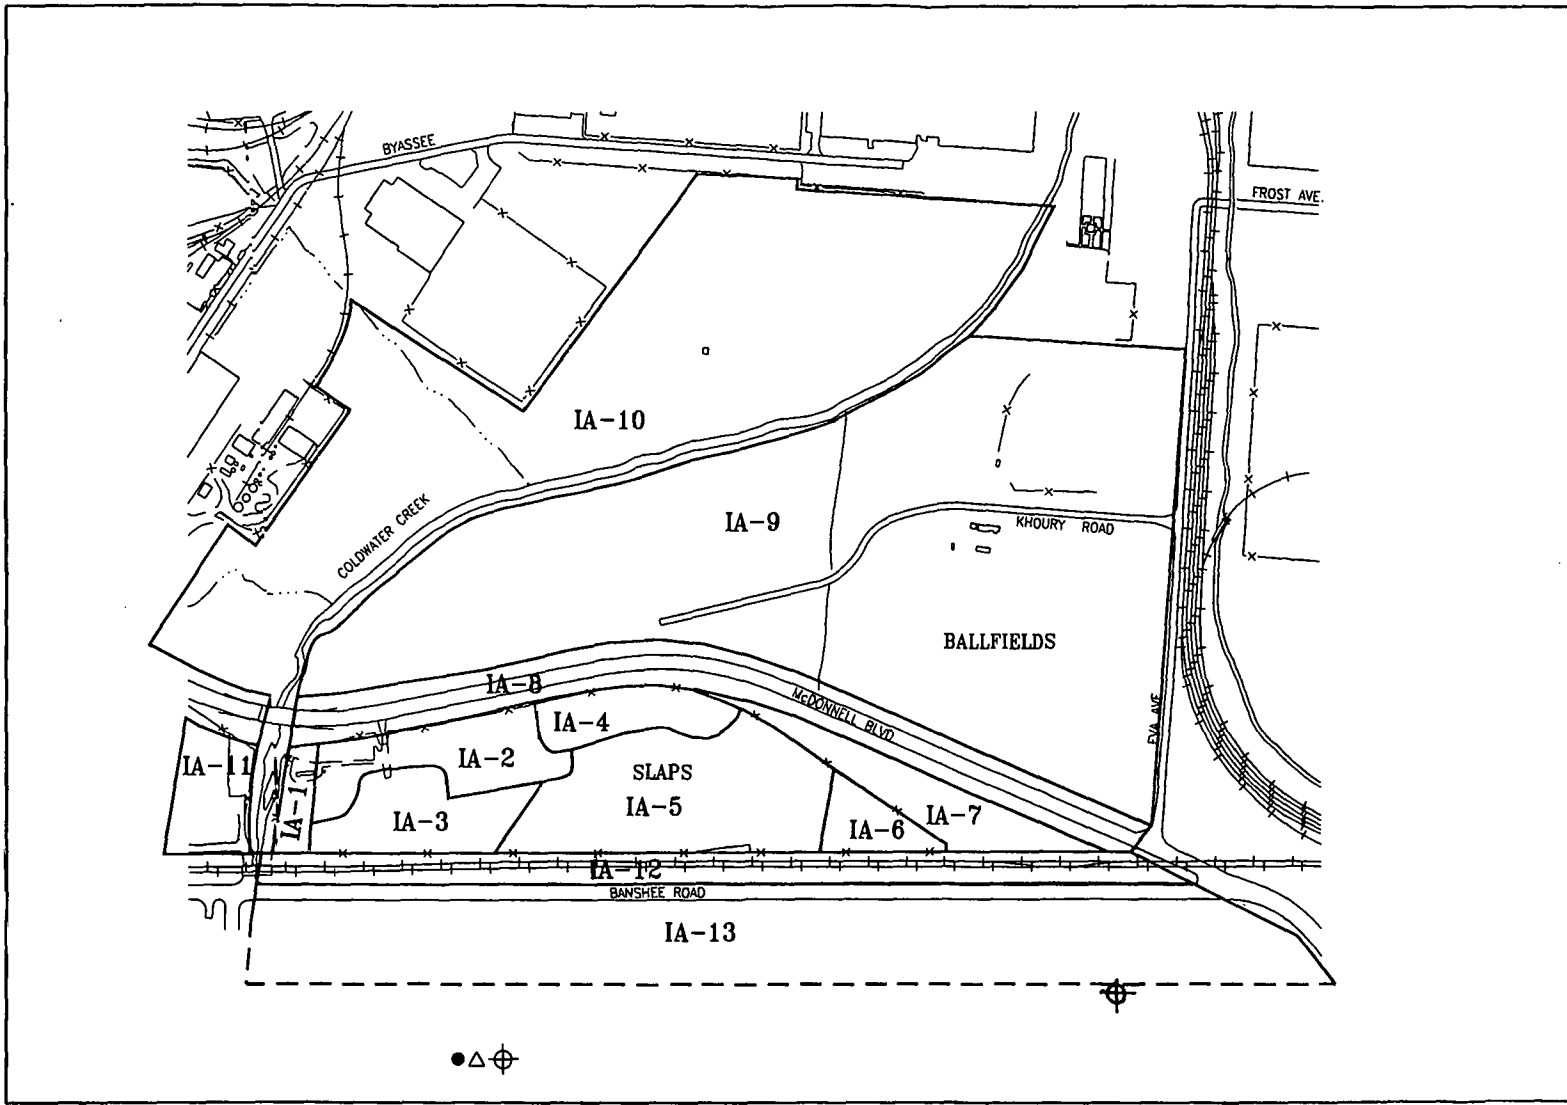 BYASSEE
FROST AVE.
IA-10
COLDWATER CREEK
IA-9
KHOURY ROAD
BALLFIELDS
IA-8
McDONNELL BLVD
EVA AVE
IA-4
IA-11
IA-2
SLAPS
IA-1
IA-5
IA-3
IA-6
IA-7
IA-12
BANSHEE ROAD
IA-13